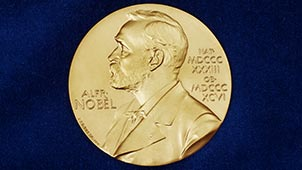 ALFR·
NOBEL
NAT·
MDCCC
XXXIII
OB·
MDCCC
XCVI